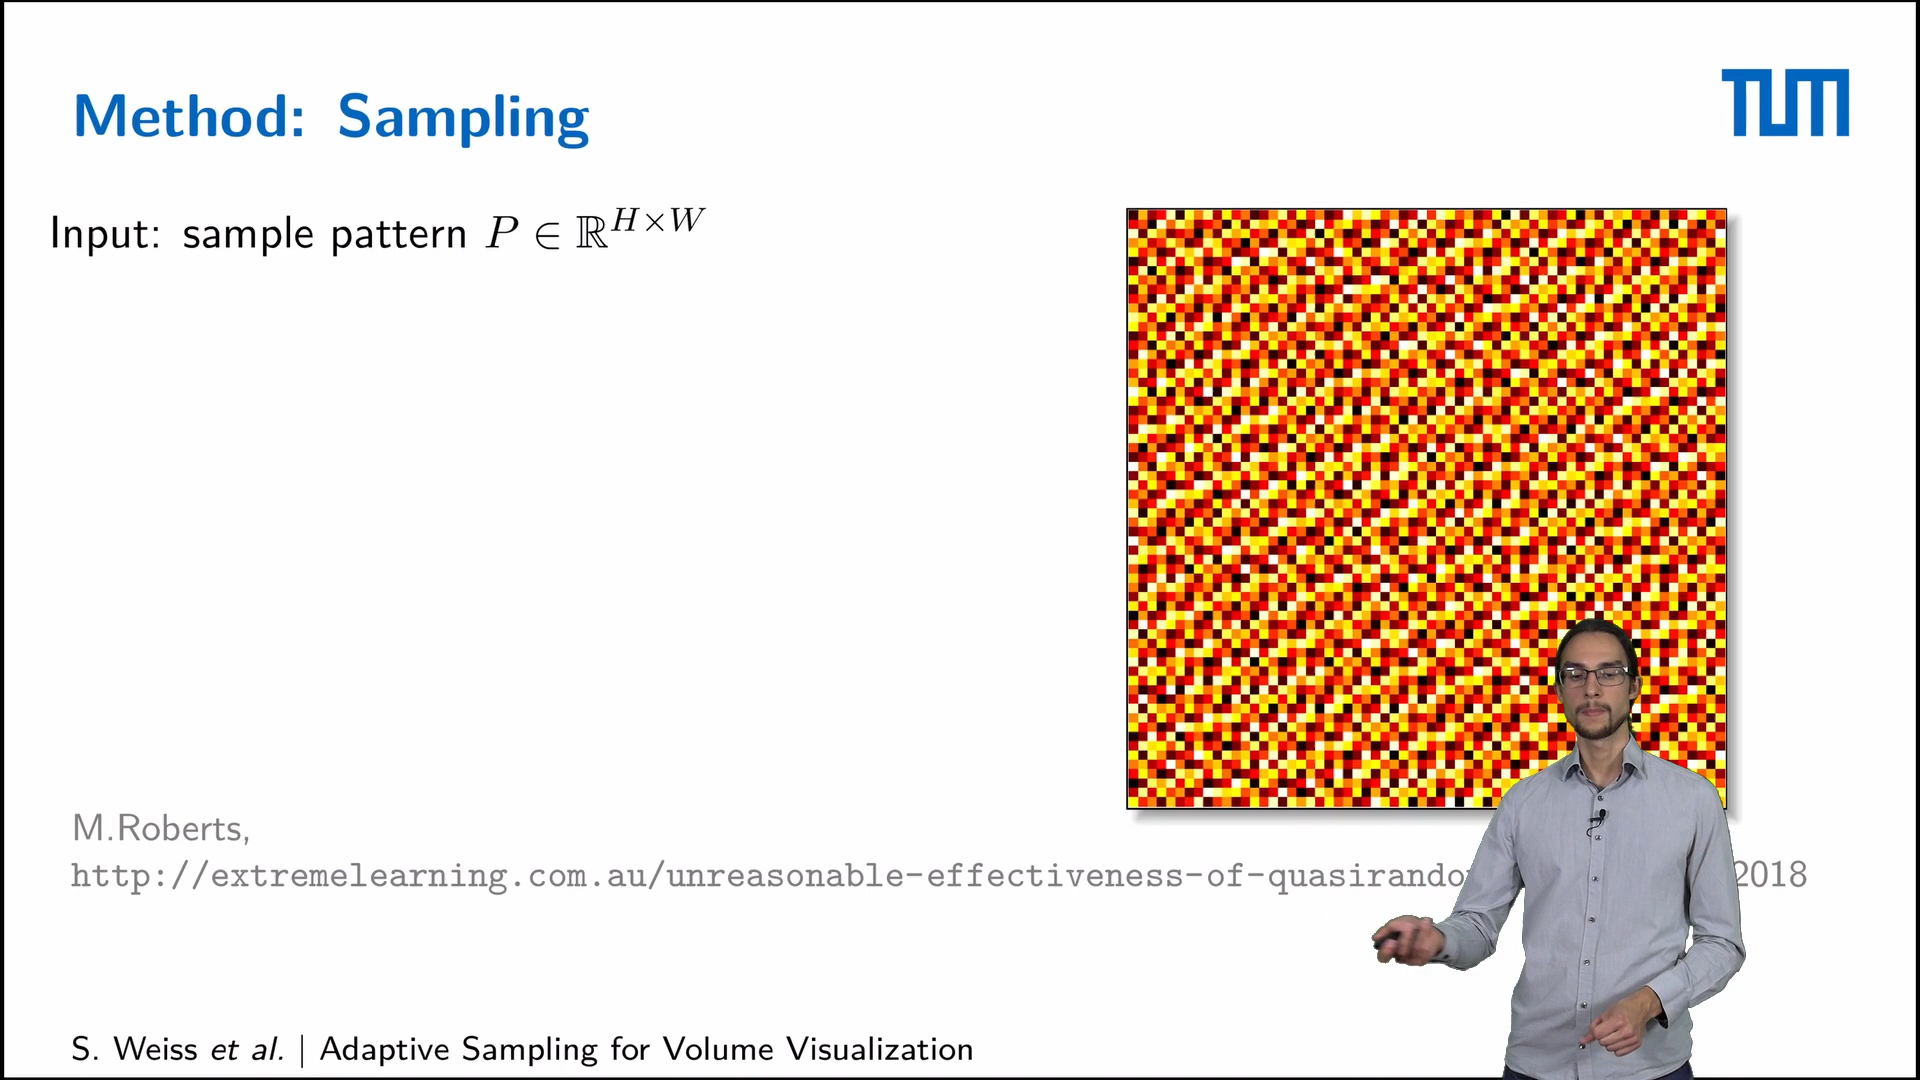 Method: Sampling
TUM
Input: sample pattern P ∈ ℝ^{H×W}
M.Roberts,
http://extremelearning.com.au/unreasonable-effectiveness-of- 2018
S. Weiss et al. | Adaptive Sampling for Volume Visualization